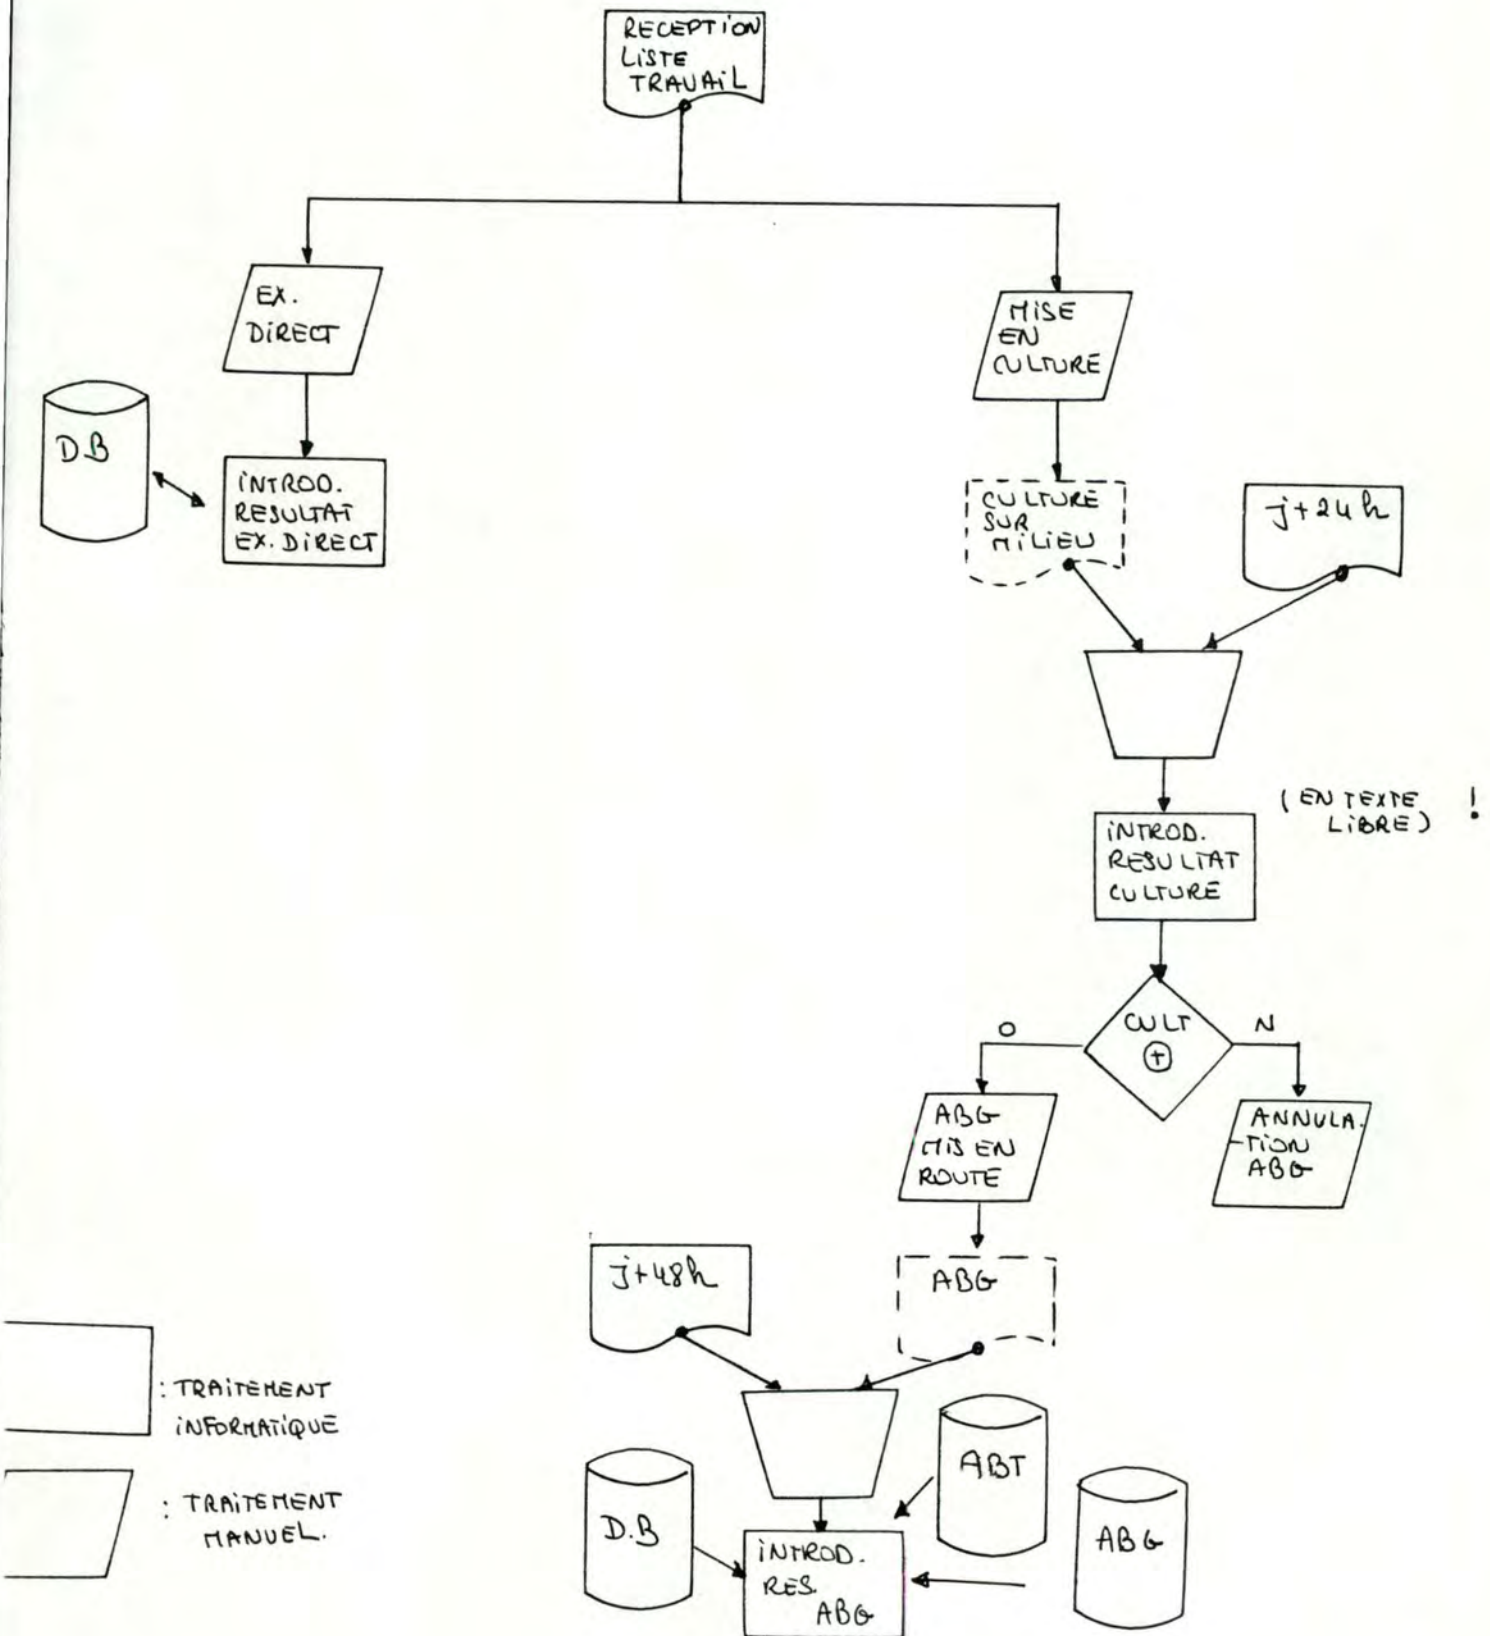 RECEPTION
LISTE
TRAVAIL
EX.
DIRECT
MISE
EN
CULTURE
D.B
INTROD.
RESULTAT
EX. DIRECT
CULTURE
SUR
MILIEU
j+24h
(EN TEXTE !
LIBRE)
INTROD.
RESULTAT
CULTURE
CULT
+
O
N
ABG
MIS EN
ROUTE
ANNULA.
-TION
ABG
j+48h
ABG
: TRAITEMENT
INFORMATIQUE
: TRAITEMENT
MANUEL.
D.B
ABT
ABG
INTROD.
RES.
ABG